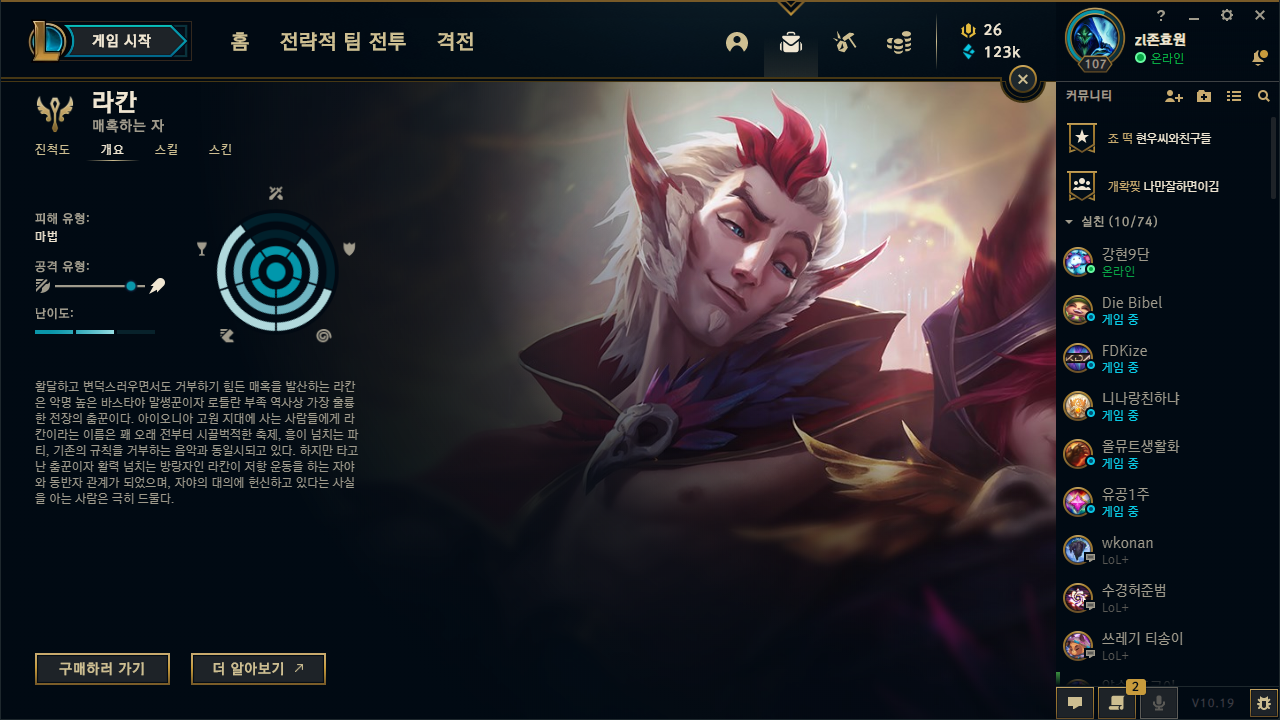 게임 시작
홈
전략적 팀 전투
격전
26
123k
zl존효원
107
온라인
라칸
매혹하는 자
진척도
개요
스킬
스킨
피해 유형:
마법
공격 유형:
난이도:
활달하고 변덕스러우면서도 거부하기 힘든 매혹을 발산하는 라칸
은 악명 높은 바스타야 말썽꾼이자 로틀란 부족 역사상 가장 훌륭
한 전장의 춤꾼이다. 아이오니아 고원 지대에 사는 사람들에게 라
칸이라는 이름은 꽤 오래 전부터 시끌벅적한 축제, 흥이 넘치는 파
티, 기존의 규칙을 거부하는 음악과 동일시되고 있다. 하지만 타고
난 춤꾼이자 활력 넘치는 방랑자인 라칸이 저항 운동을 하는 자야
와 동반자 관계가 되었으며, 자야의 대의에 헌신하고 있다는 사실
을 아는 사람은 극히 드물다.
구매하러 가기
더 알아보기
커뮤니티
죠 떡 현우씨와친구들
개확찢 나만잘하면이김
실친 (10/74)
강현9단
온라인
Die Bibel
게임 중
FDKize
게임 중
니나랑친하냐
게임 중
올뮤트생활화
게임 중
유공1주
게임 중
wkonan
LoL+
수경허준범
LoL+
쓰레기 티송이
LoL+
2
V10.19